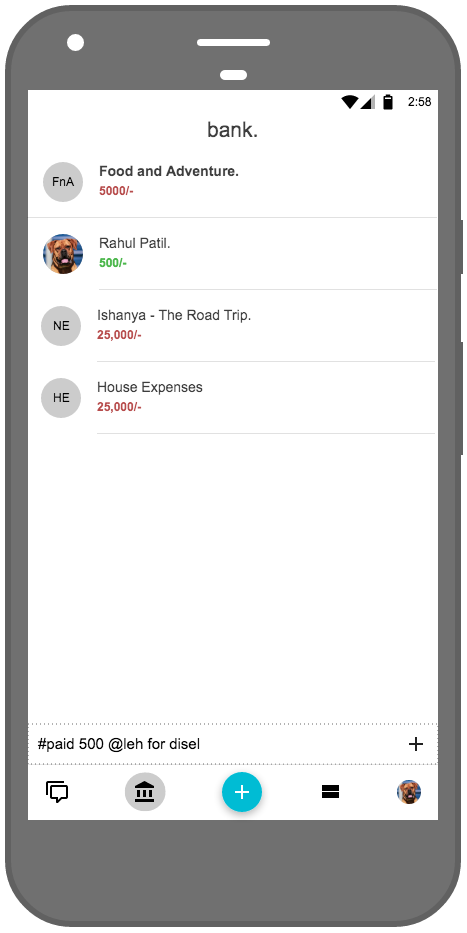 2:58
bank.
FnA
Food and Adventure.
5000/-
Rahul Patil.
500/-
NE
Ishanya - The Road Trip.
25,000/-
HE
House Expenses
25,000/-
#paid 500 @leh for disel